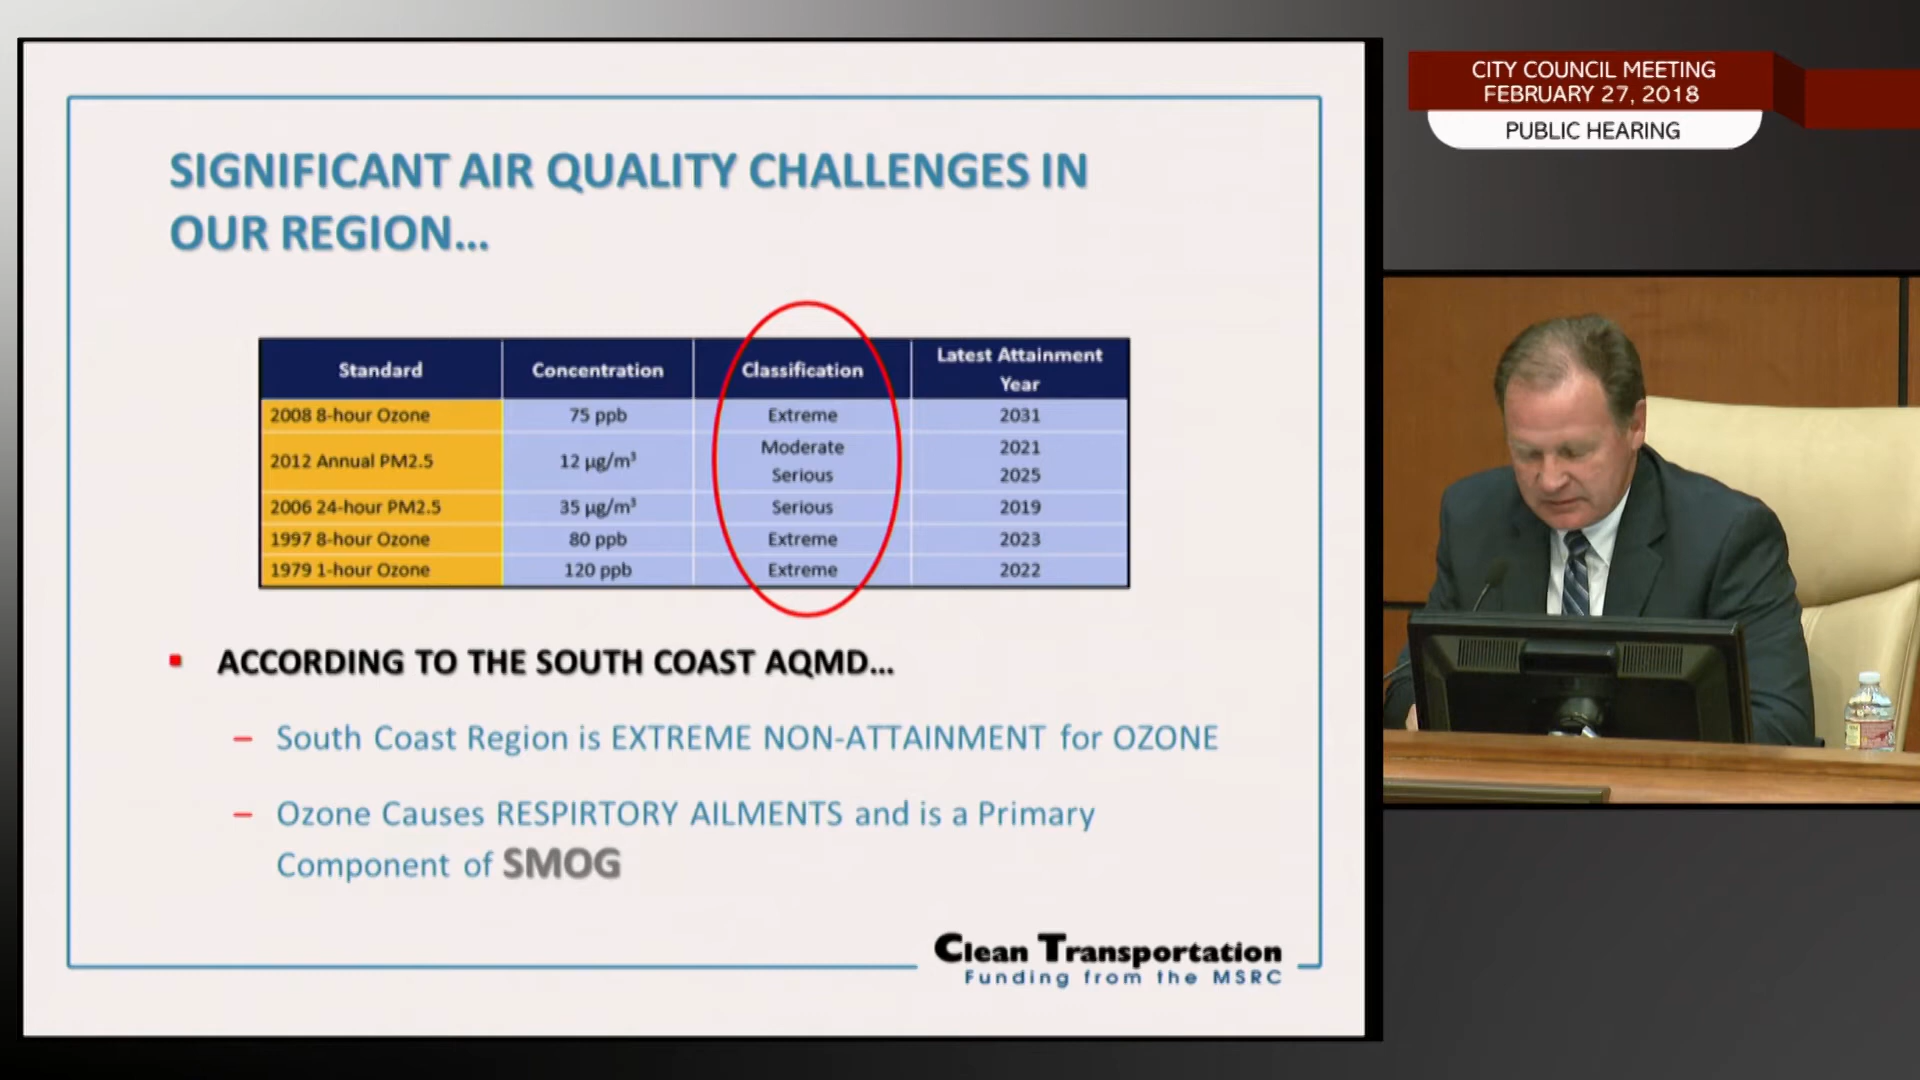 CITY COUNCIL MEETING
FEBRUARY 27, 2018
PUBLIC HEARING
SIGNIFICANT AIR QUALITY CHALLENGES IN
OUR REGION...
Standard Concentration Classification Latest Attainment Year
2008 8-hour Ozone 75 ppb Extreme 2031
2012 Annual PM2.5 12 µg/m³ Moderate 2021
Serious 2025
2006 24-hour PM2.5 35 µg/m³ Serious 2019
1997 8-hour Ozone 80 ppb Extreme 2023
1979 1-hour Ozone 120 ppb Extreme 2022
ACCORDING TO THE SOUTH COAST AQMD...
– South Coast Region is EXTREME NON-ATTAINMENT for OZONE
– Ozone Causes RESPIRTORY AILMENTS and is a Primary
Component of SMOG
Clean Transportation
Funding from the MSRC